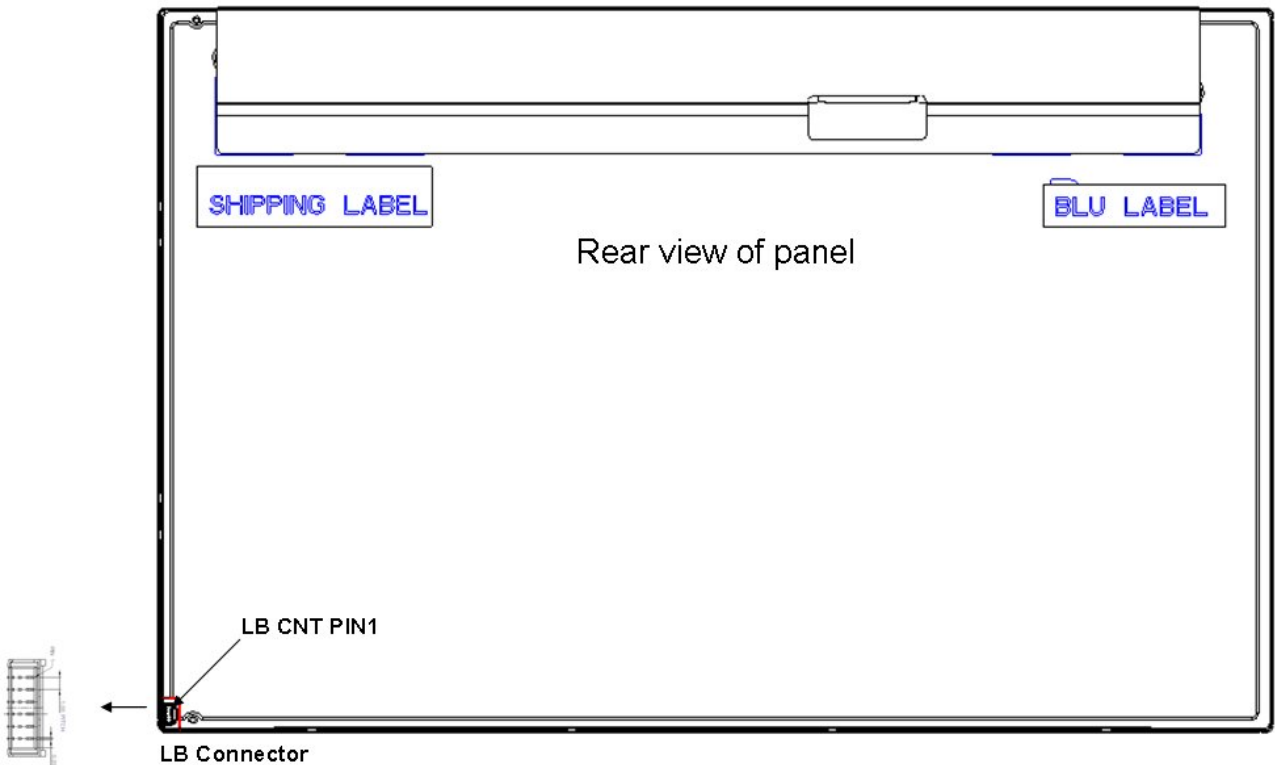 SHIPPING LABEL
BLU LABEL
Rear view of panel
LB CNT PIN1
LB Connector